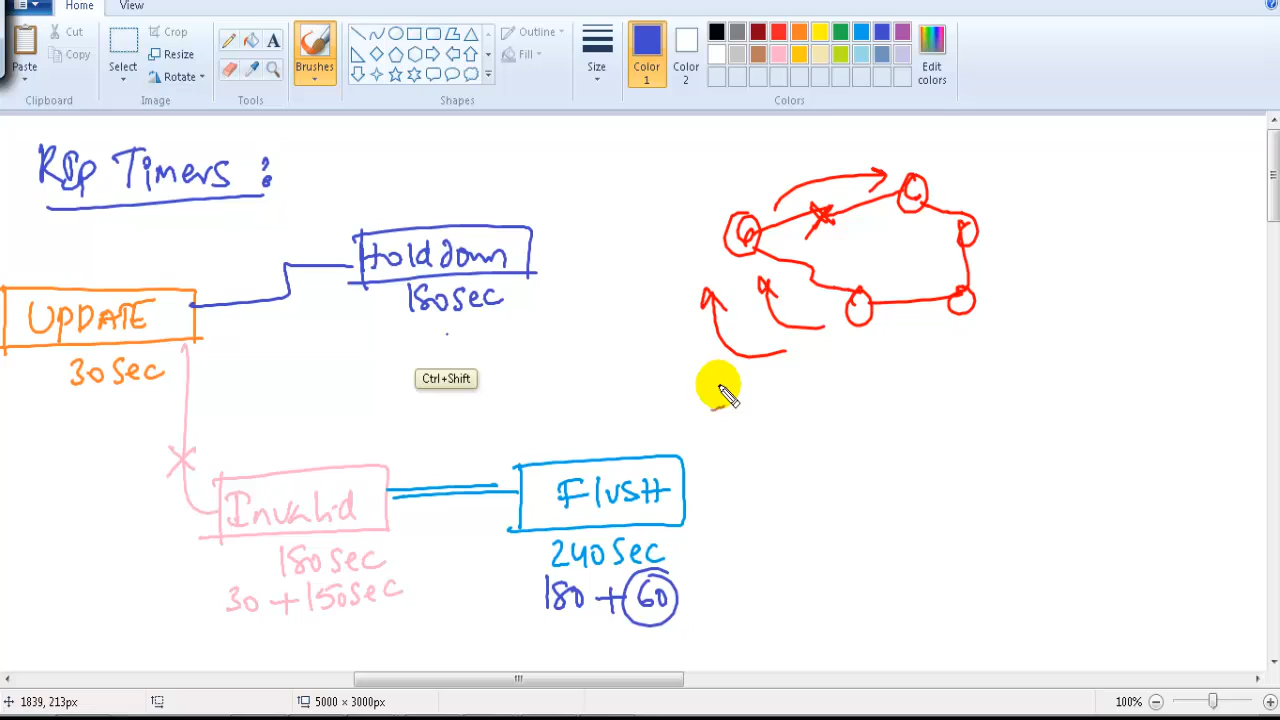 Home View
Cut
Copy
Paste
Clipboard
Select
Crop
Resize
Rotate
Image
Tools
Brushes
Outline
Fill
Shapes
Size
Color 1
Color 2
Edit colors
Colors
RIP Timers :
Hold down
180sec
UPDATE
30 Sec
Ctrl+Shift
Invalid
180 Sec
30 + 150 Sec
Flush
240 Sec
180 + 60
1839, 213px
5000 × 3000px
100%